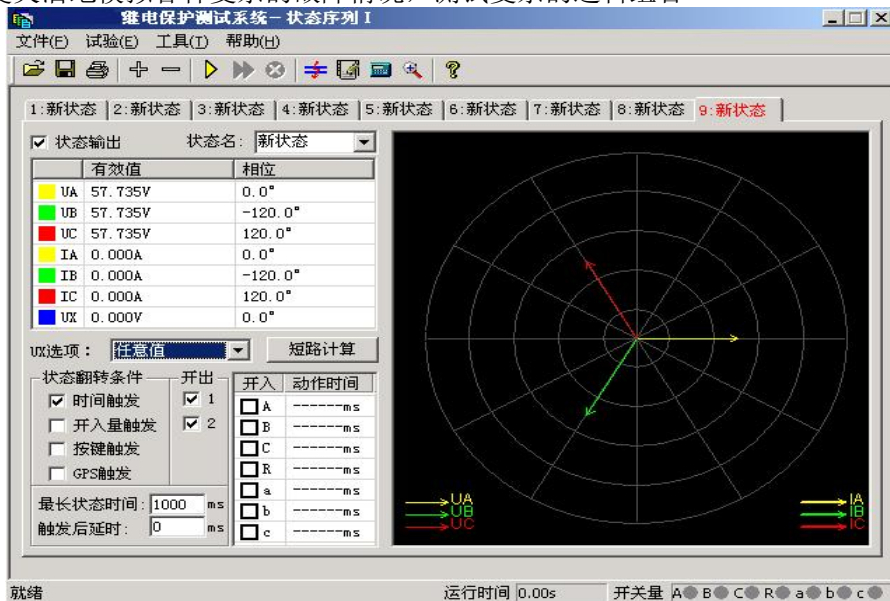 继电保护测试系统-状态序列 I
文件(F) 试验(E) 工具(T) 帮助(H)
1:新状态 2:新状态 3:新状态 4:新状态 5:新状态 6:新状态 7:新状态 8:新状态 9:新状态
状态输出 状态名: 新状态
有效值 相位
UA 57.735V 0.0°
UB 57.735V -120.0°
UC 57.735V 120.0°
IA 0.000A 0.0°
IB 0.000A -120.0°
IC 0.000A 120.0°
UX 0.000V 0.0°
UX选项: 任意值 短路计算
状态翻转条件 开出 开入 动作时间
时间触发 1 A ------ms
开入量触发 2 B ------ms
按键触发 C ------ms
GPS触发 R ------ms
a ------ms
最长状态时间: 1000 ms b ------ms
触发后延时: 0 ms c ------ms
UA IA
UB IB
UC IC
就绪 运行时间 0.00s 开关量 A B C R a b c